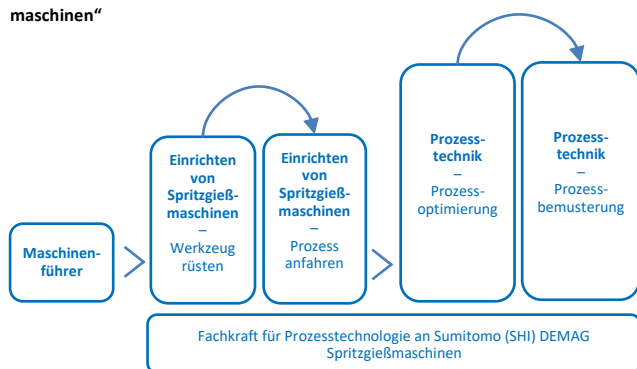 maschinen“
Maschinen-
führer
Einrichten
von
Spritzgieß-
maschinen
–
Werkzeug
rüsten
Einrichten
von
Spritzgieß-
maschinen
–
Prozess
anfahren
Prozess-
technik
–
Prozess-
optimierung
Prozess-
technik
–
Prozess-
bemusterung
Fachkraft für Prozesstechnologie an Sumitomo (SHI) DEMAG
Spritzgießmaschinen